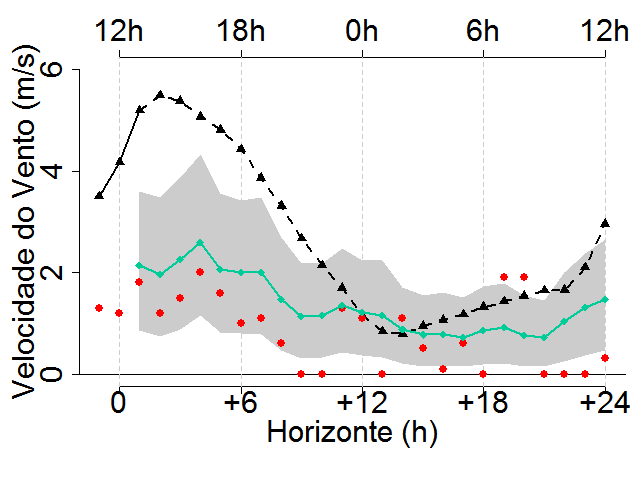 12h 18h 0h 6h 12h
Velocidade do Vento (m/s)
6
4
2
0
0 +6 +12 +18 +24
Horizonte (h)